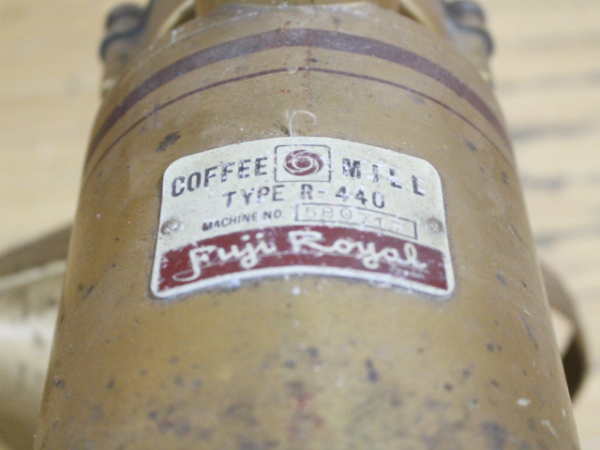 COFFEE MILL
TYPE R-440
MACHINE NO.
Fuji Royal